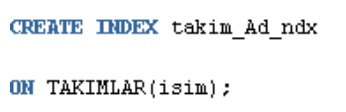 CREATE INDEX takim_Ad_ndx
ON TAKIMLAR(isim);